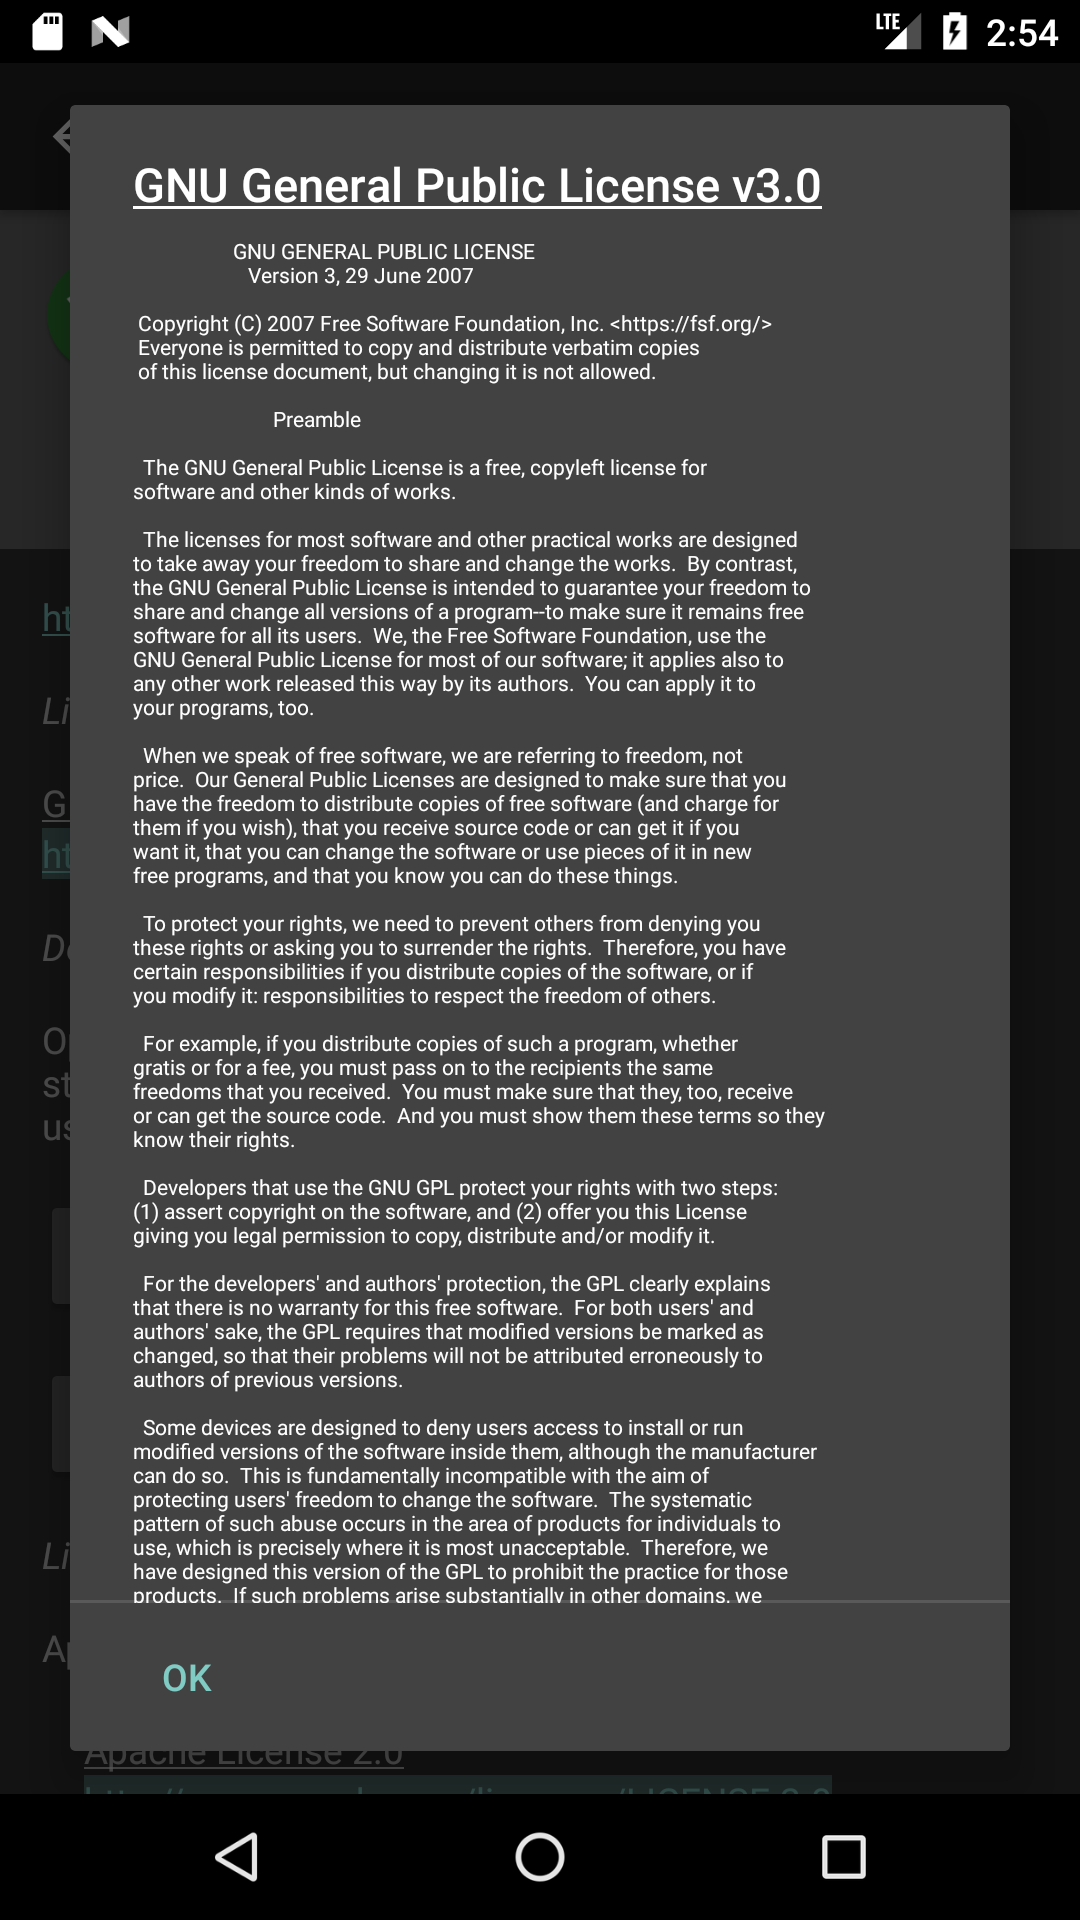 LTE 2:54
GNU General Public License v3.0
GNU GENERAL PUBLIC LICENSE
Version 3, 29 June 2007
Copyright (C) 2007 Free Software Foundation, Inc. <https://fsf.org/>
Everyone is permitted to copy and distribute verbatim copies
of this license document, but changing it is not allowed.
Preamble
The GNU General Public License is a free, copyleft license for
software and other kinds of works.
The licenses for most software and other practical works are designed
to take away your freedom to share and change the works.  By contrast,
the GNU General Public License is intended to guarantee your freedom to
share and change all versions of a program--to make sure it remains free
software for all its users.  We, the Free Software Foundation, use the
GNU General Public License for most of our software; it applies also to
any other work released this way by its authors.  You can apply it to
your programs, too.
When we speak of free software, we are referring to freedom, not
price.  Our General Public Licenses are designed to make sure that you
have the freedom to distribute copies of free software (and charge for
them if you wish), that you receive source code or can get it if you
want it, that you can change the software or use pieces of it in new
free programs, and that you know you can do these things.
To protect your rights, we need to prevent others from denying you
these rights or asking you to surrender the rights.  Therefore, you have
certain responsibilities if you distribute copies of the software, or if
you modify it: responsibilities to respect the freedom of others.
For example, if you distribute copies of such a program, whether
gratis or for a fee, you must pass on to the recipients the same
freedoms that you received.  You must make sure that they, too, receive
or can get the source code.  And you must show them these terms so they
know their rights.
Developers that use the GNU GPL protect your rights with two steps:
(1) assert copyright on the software, and (2) offer you this License
giving you legal permission to copy, distribute and/or modify it.
For the developers' and authors' protection, the GPL clearly explains
that there is no warranty for this free software.  For both users' and
authors' sake, the GPL requires that modified versions be marked as
changed, so that their problems will not be attributed erroneously to
authors of previous versions.
Some devices are designed to deny users access to install or run
modified versions of the software inside them, although the manufacturer
can do so.  This is fundamentally incompatible with the aim of
protecting users' freedom to change the software.  The systematic
pattern of such abuse occurs in the area of products for individuals to
use, which is precisely where it is most unacceptable.  Therefore, we
have designed this version of the GPL to prohibit the practice for those
products.  If such problems arise substantially in other domains, we
OK
Apache License 2.0